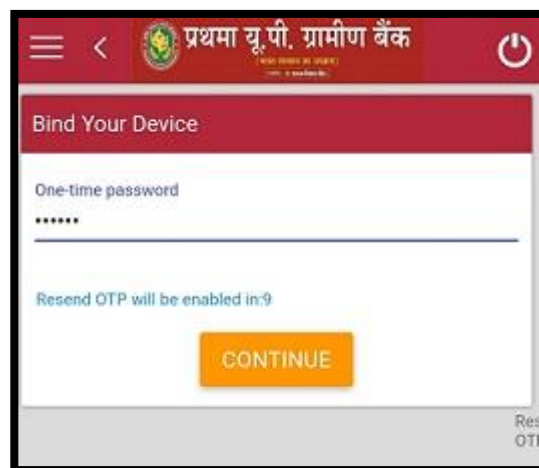 प्रथमा यू.पी. ग्रामीण बैंक
Bind Your Device
One-time password
••••••
Resend OTP will be enabled in:9
CONTINUE